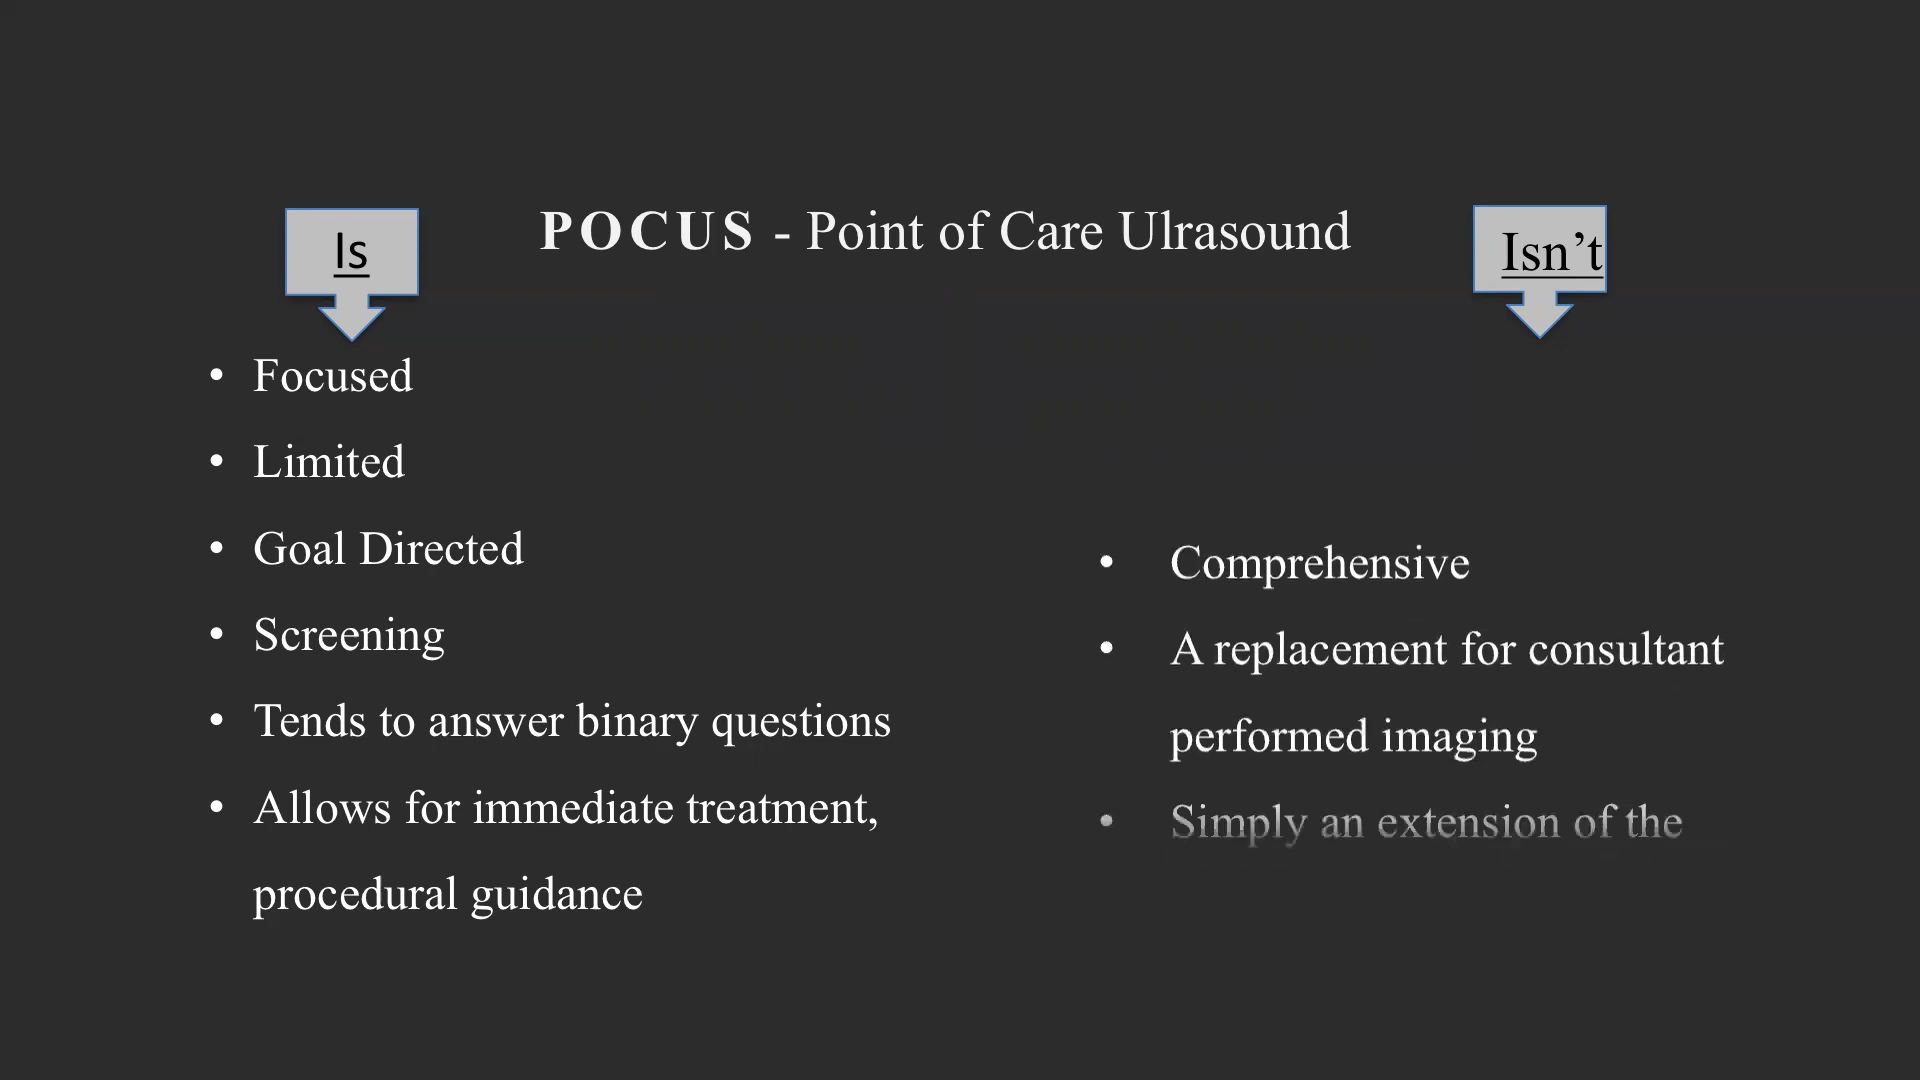 POCUS - Point of Care Ulrasound
Is
• Focused
• Limited
• Goal Directed
• Screening
• Tends to answer binary questions
• Allows for immediate treatment,
procedural guidance
Isn’t
• Comprehensive
• A replacement for consultant
performed imaging
• Simply an extension of the